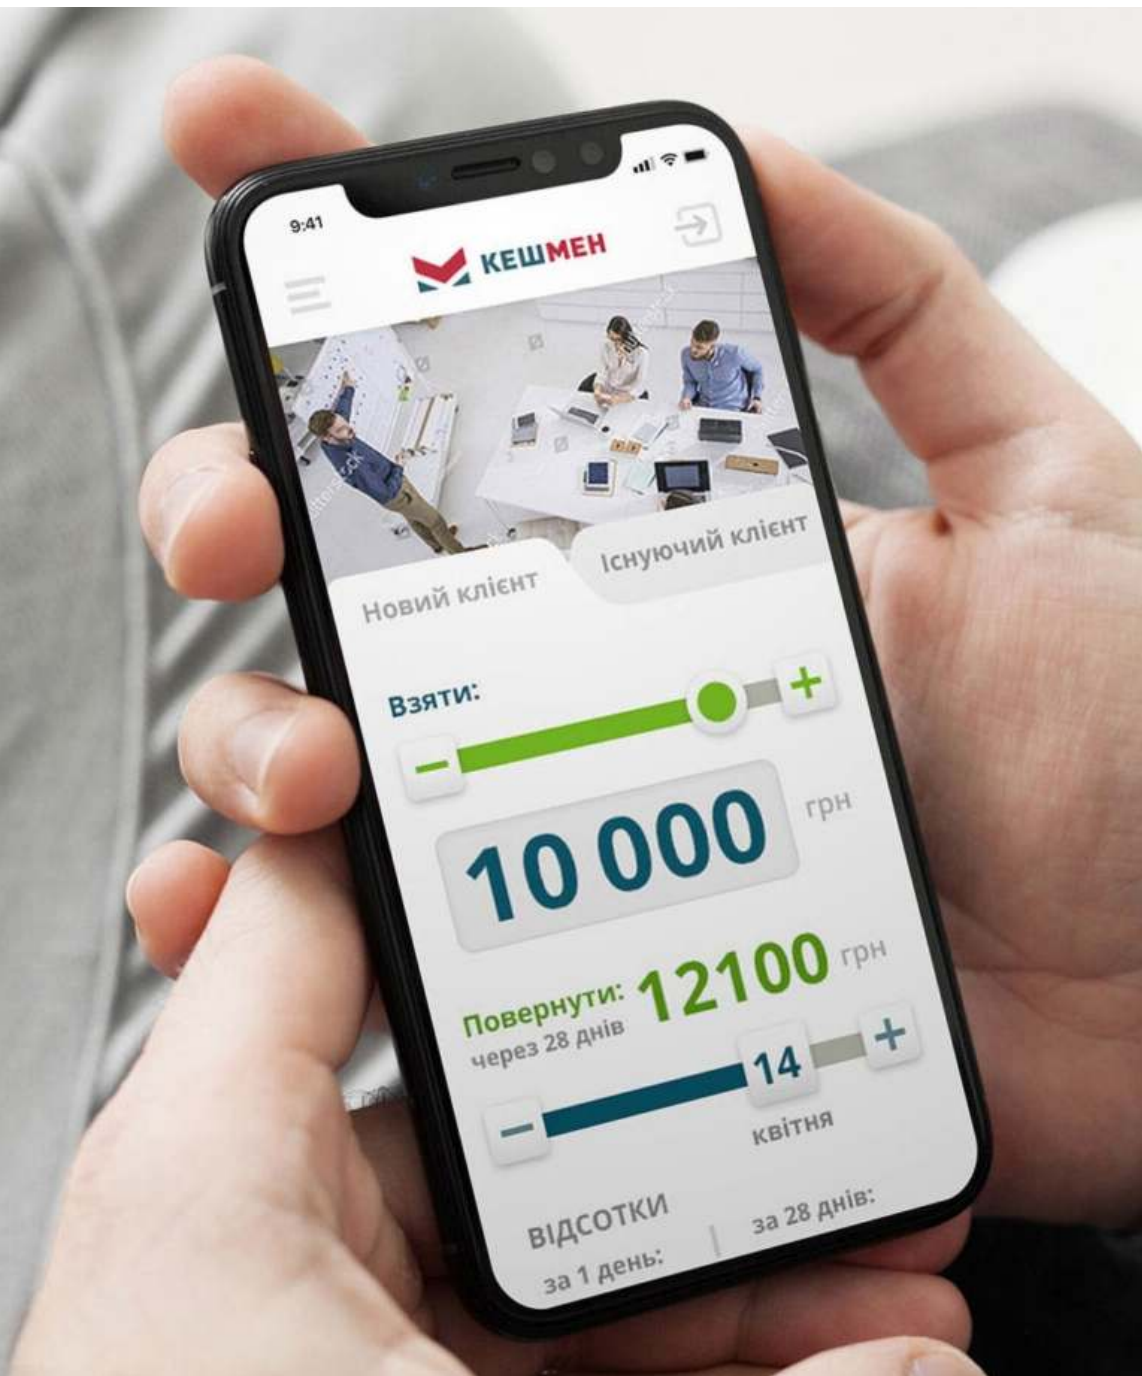 9:41
КЕШМЕН
Новий клієнт
Існуючий клієнт
Взяти:
10 000 грн
Повернути: 12100 грн
через 28 днів
14
квітня
ВІДСОТКИ
за 1 день:
за 28 днів: